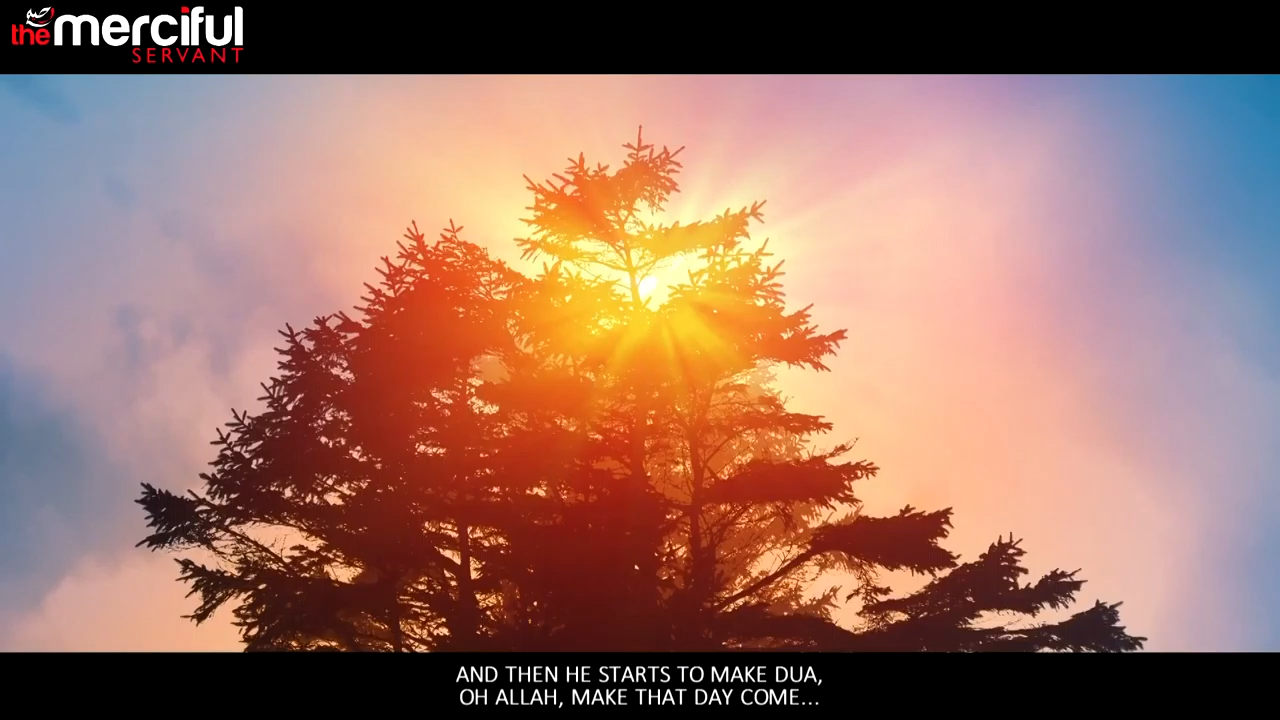 the merciful
SERVANT
AND THEN HE STARTS TO MAKE DUA,
OH ALLAH, MAKE THAT DAY COME...